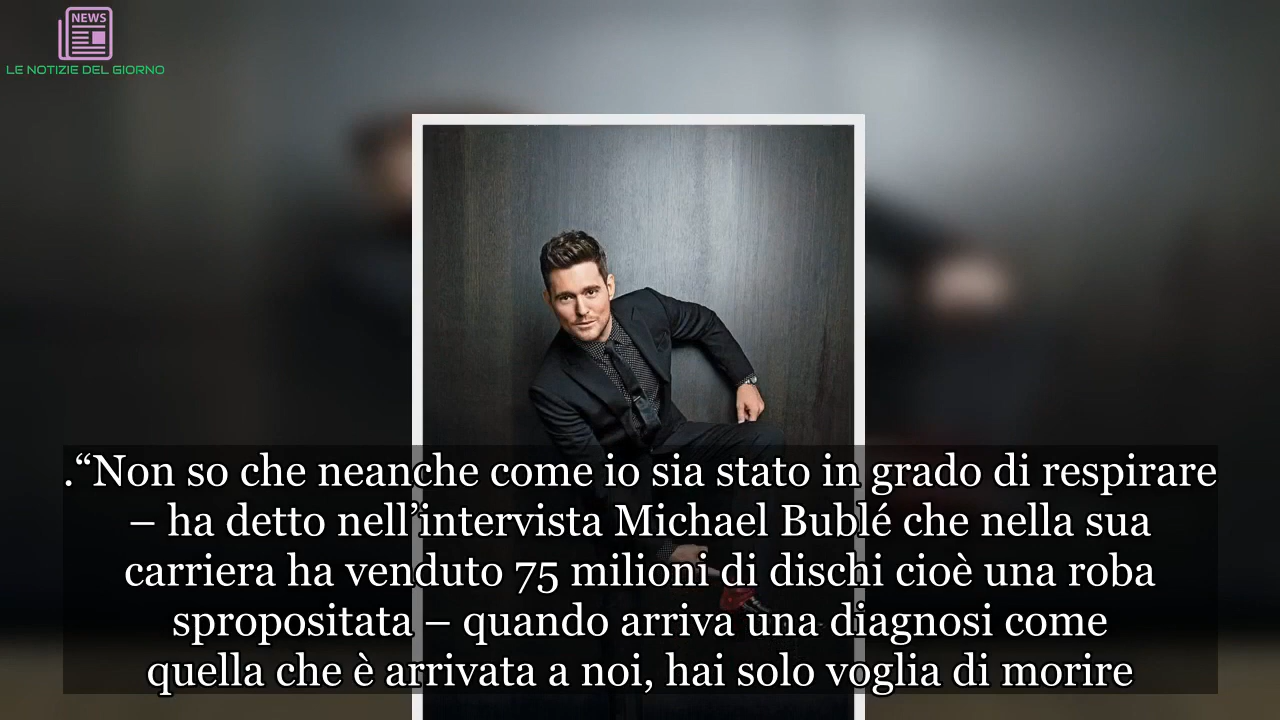 NEWS
LE NOTIZIE DEL GIORNO
.“Non so che neanche come io sia stato in grado di respirare
– ha detto nell’intervista Michael Bublé che nella sua
carriera ha venduto 75 milioni di dischi cioè una roba
spropositata – quando arriva una diagnosi come
quella che è arrivata a noi, hai solo voglia di morire